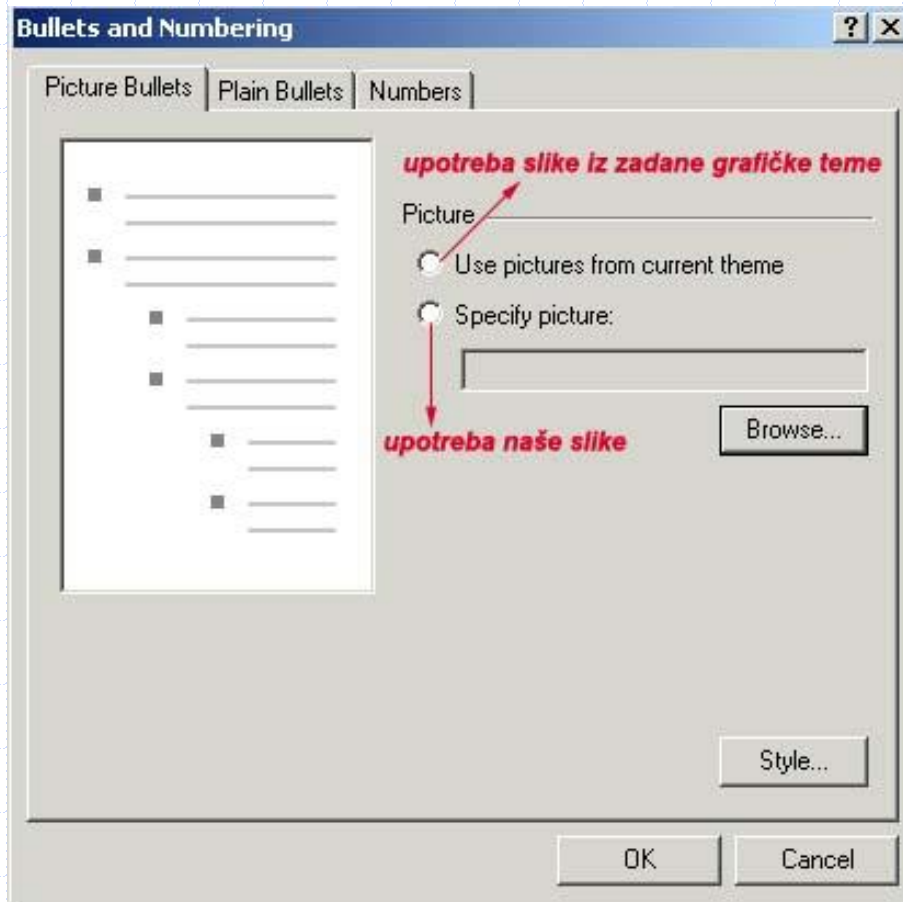 Bullets and Numbering
Picture Bullets Plain Bullets Numbers
upotreba slike iz zadane grafičke teme
Picture
Use pictures from current theme
Specify picture:
Browse...
upotreba naše slike
Style...
OK Cancel